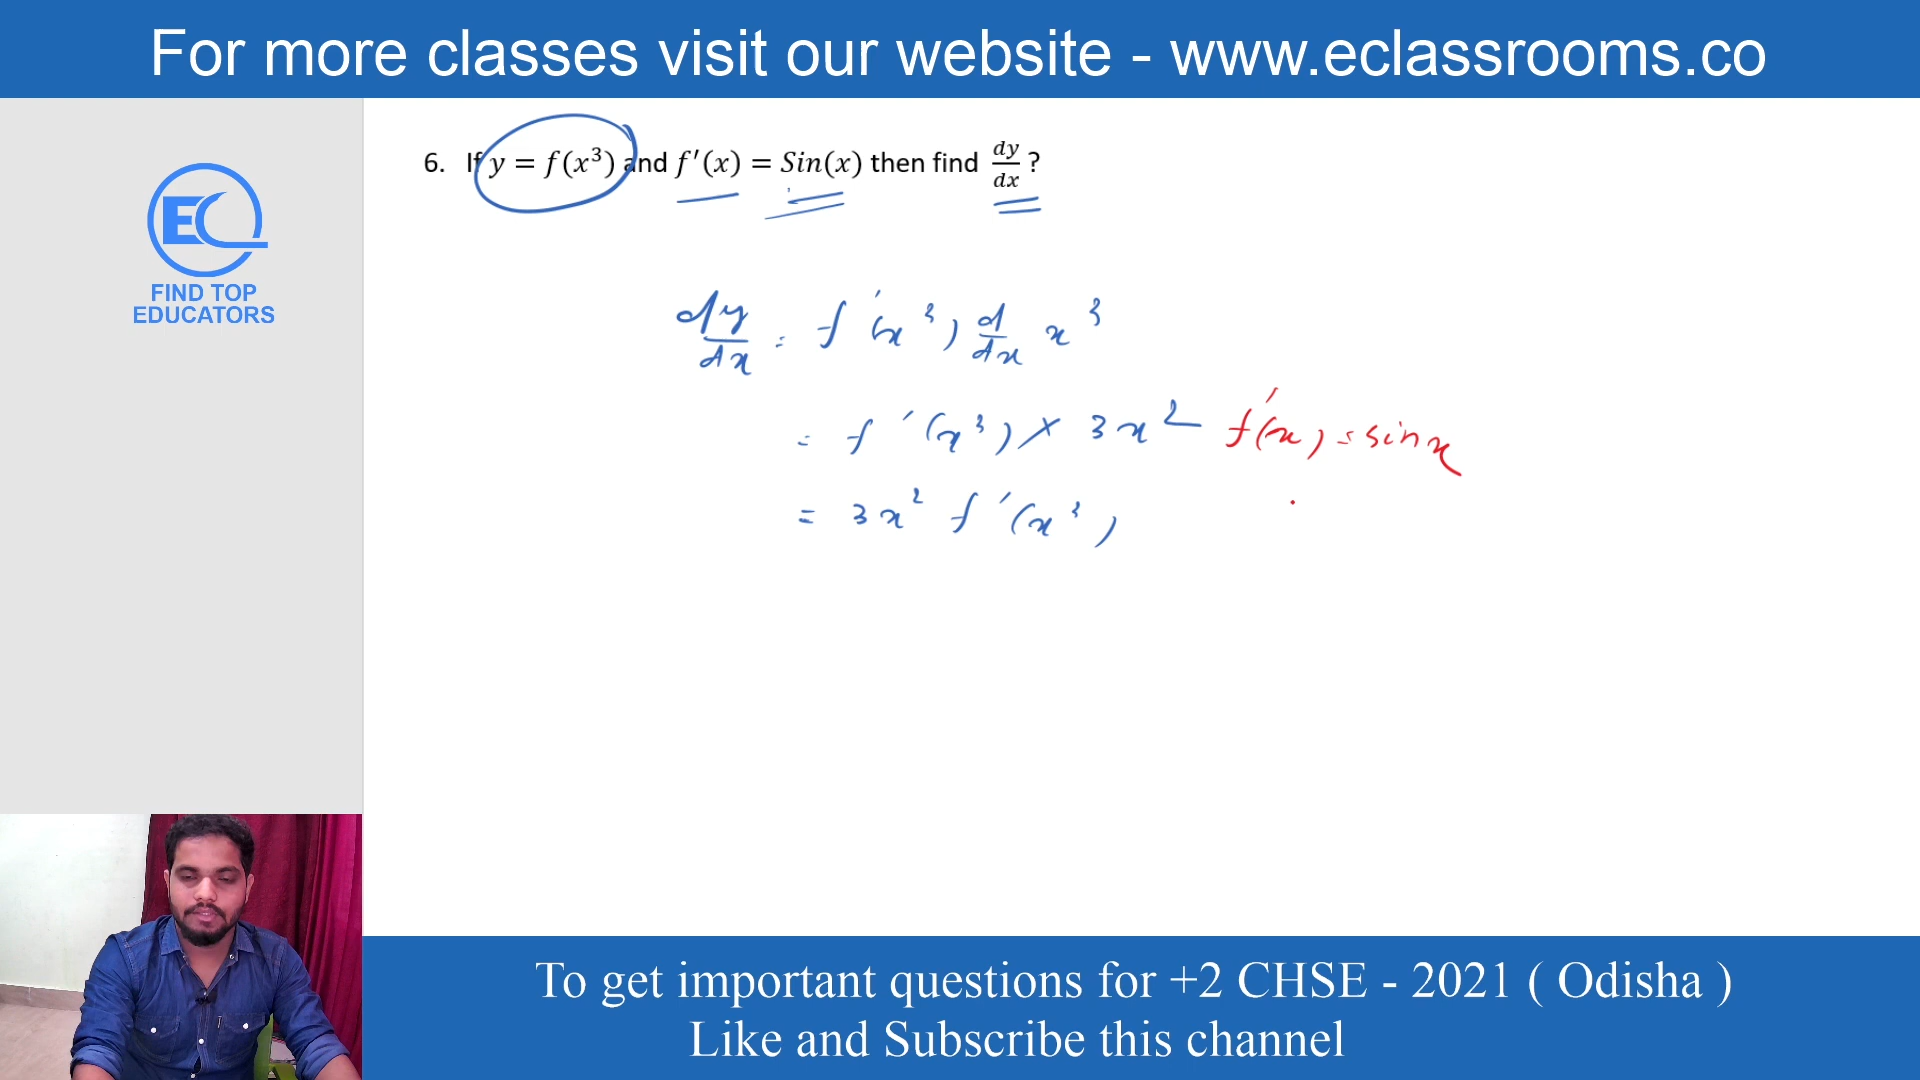 For more classes visit our website - www.eclassrooms.co
EC
FIND TOP
EDUCATORS
6. If y = f(x³) and f′(x) = Sin(x) then find dy/dx ?
dy/dx = f′(x³) d/dx x³
= f′(x³) × 3x² f′(x) = sinx
= 3x² f′(x³)
To get important questions for +2 CHSE - 2021 ( Odisha )
Like and Subscribe this channel